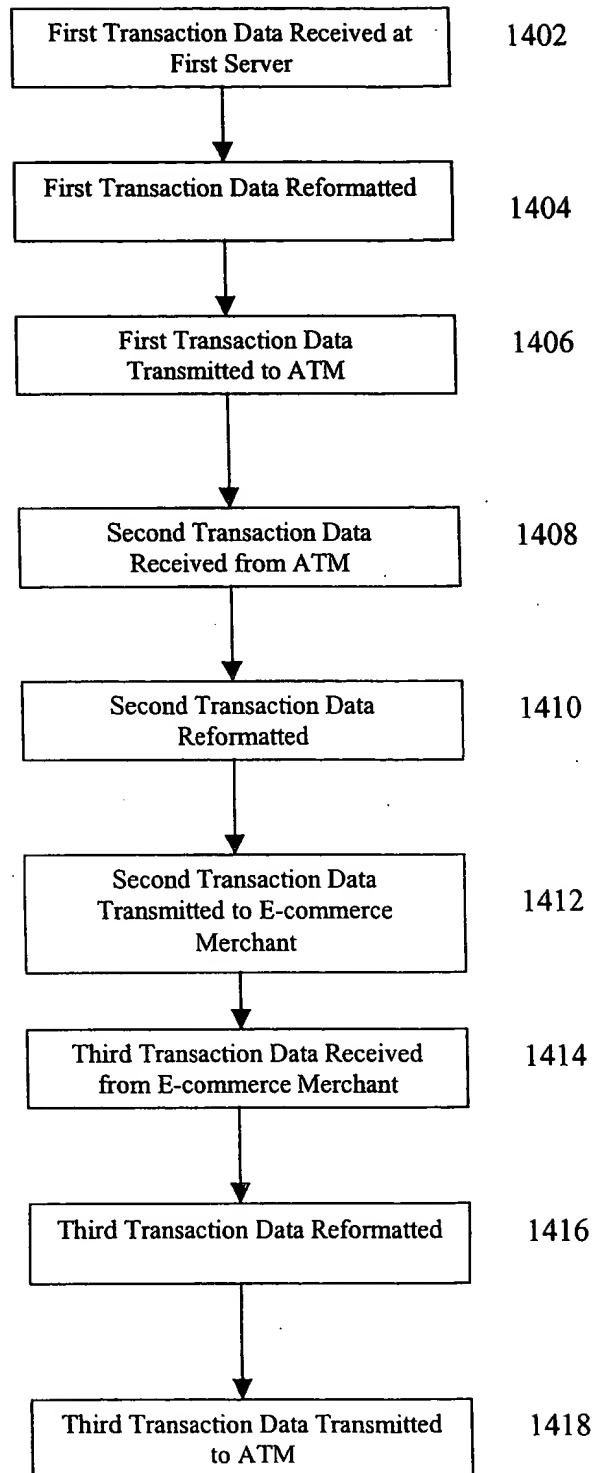 First Transaction Data Received at
First Server
1402
First Transaction Data Reformatted
1404
First Transaction Data
Transmitted to ATM
1406
Second Transaction Data
Received from ATM
1408
Second Transaction Data
Reformatted
1410
Second Transaction Data
Transmitted to E-commerce
Merchant
1412
Third Transaction Data Received
from E-commerce Merchant
1414
Third Transaction Data Reformatted
1416
Third Transaction Data Transmitted
to ATM
1418